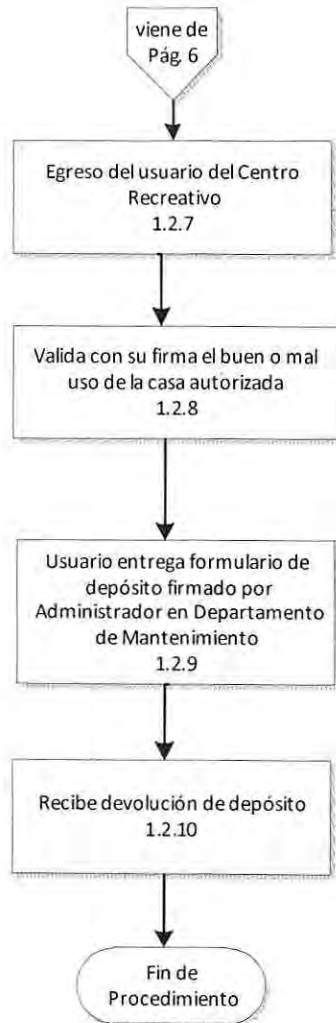 viene de
Pág. 6
Egreso del usuario del Centro
Recreativo
1.2.7
Valida con su firma el buen o mal
uso de la casa autorizada
1.2.8
Usuario entrega formulario de
depósito firmado por
Administrador en Departamento
de Mantenimiento
1.2.9
Recibe devolución de depósito
1.2.10
Fin de
Procedimiento